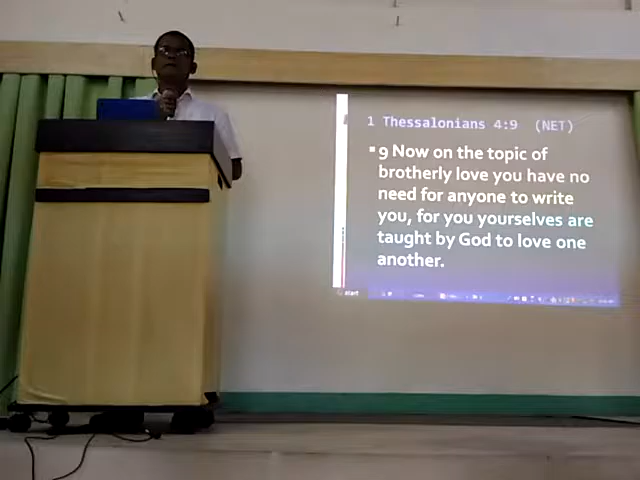 1 Thessalonians 4:9 (NET)
9 Now on the topic of
brotherly love you have no
need for anyone to write
you, for you yourselves are
taught by God to love one
another.
start